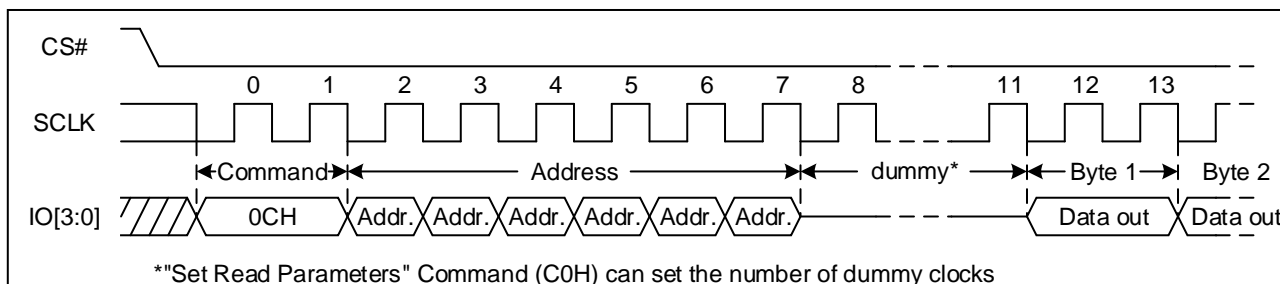 CS#
0 1 2 3 4 5 6 7 8 11 12 13
SCLK
Command Address dummy* Byte 1 Byte 2
IO[3:0] 0CH Addr. Addr. Addr. Addr. Addr. Addr. Data out Data out
*"Set Read Parameters" Command (C0H) can set the number of dummy clocks